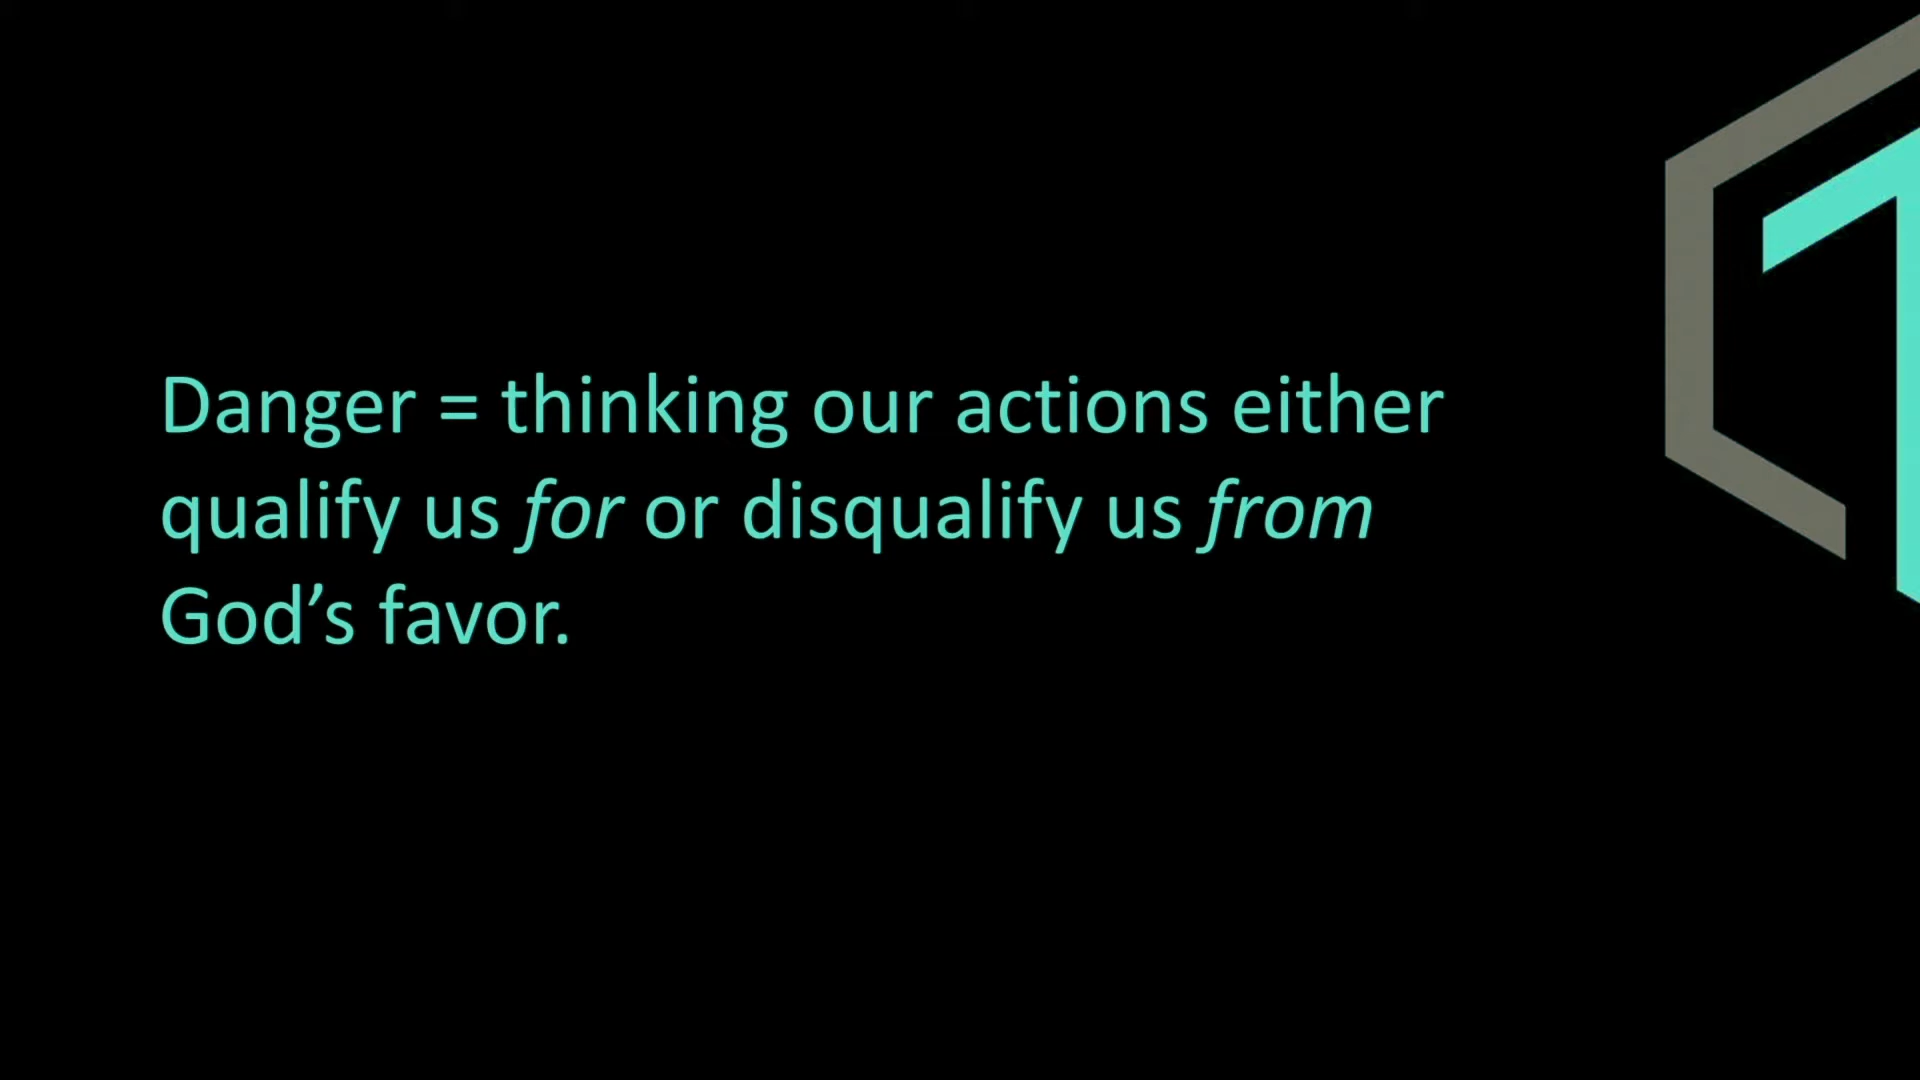 Danger = thinking our actions either
qualify us for or disqualify us from
God’s favor.